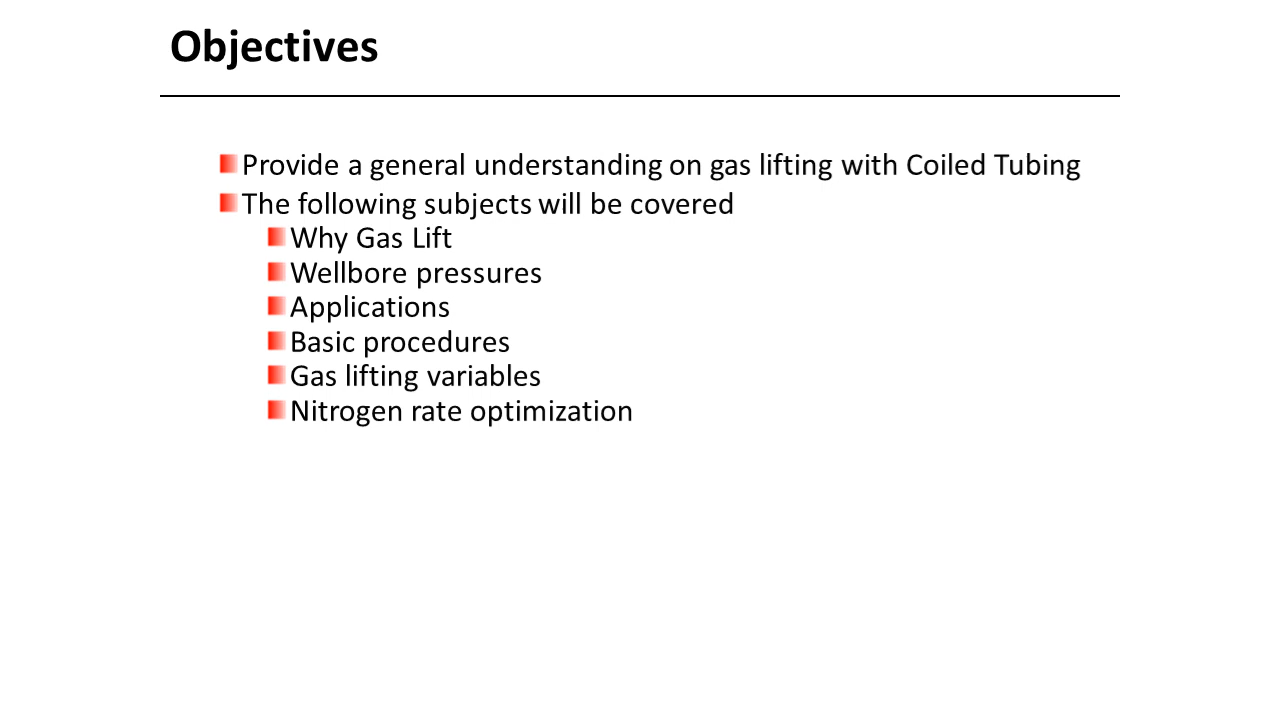 Objectives
Provide a general understanding on gas lifting with Coiled Tubing
The following subjects will be covered
Why Gas Lift
Wellbore pressures
Applications
Basic procedures
Gas lifting variables
Nitrogen rate optimization